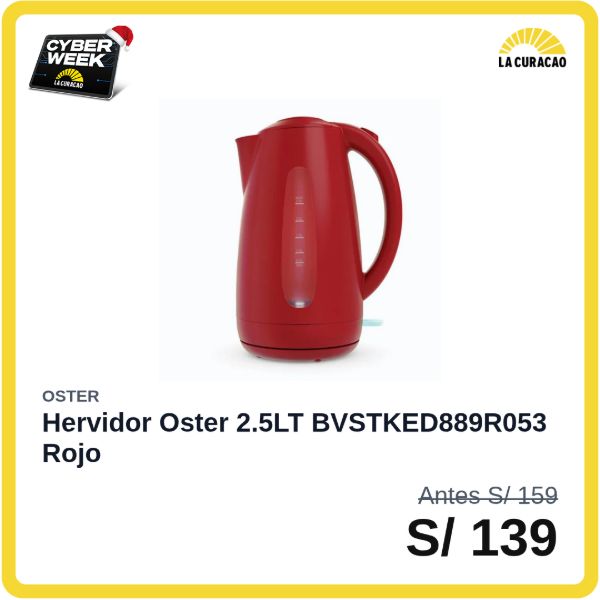 CYBER
WEEK
LA CURACAO
LA CURACAO
OSTER
Hervidor Oster 2.5LT BVSTKED889R053
Rojo
Antes S/ 159
S/ 139